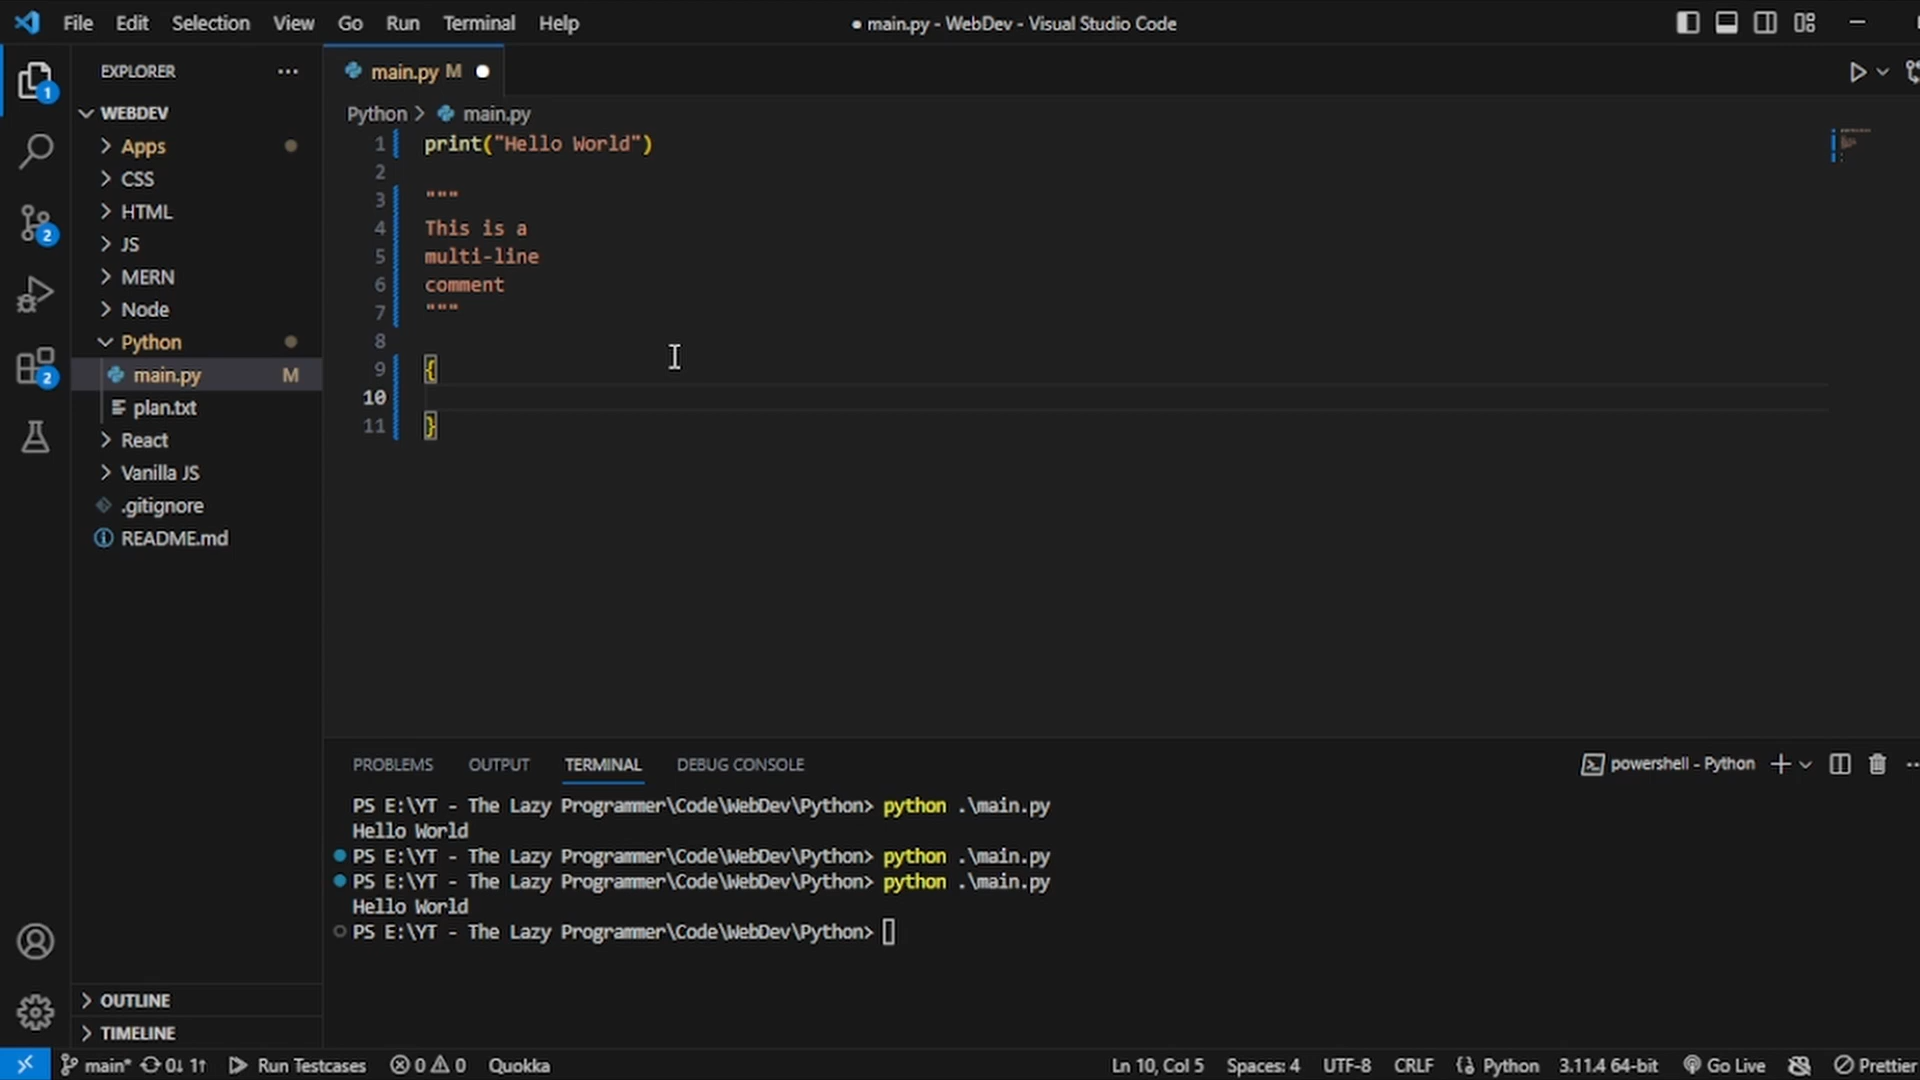 File Edit Selection View Go Run Terminal Help
● main.py - WebDev - Visual Studio Code
EXPLORER
WEBDEV
Apps
CSS
HTML
JS
MERN
Node
Python
main.py M
plan.txt
React
Vanilla JS
.gitignore
README.md
OUTLINE
TIMELINE
1
2
2
main.py M
Python > main.py
1 print("Hello World")
2
3 """
4 This is a
5 multi-line
6 comment
7 """
8
9 {
10
11 }
PROBLEMS OUTPUT TERMINAL DEBUG CONSOLE
powershell - Python
PS E:\YT - The Lazy Programmer\Code\WebDev\Python> python .\main.py
Hello World
PS E:\YT - The Lazy Programmer\Code\WebDev\Python> python .\main.py
PS E:\YT - The Lazy Programmer\Code\WebDev\Python> python .\main.py
Hello World
PS E:\YT - The Lazy Programmer\Code\WebDev\Python>
main* 0↓ 1↑ Run Testcases 0 0 Quokka
Ln 10, Col 5 Spaces: 4 UTF-8 CRLF Python 3.11.4 64-bit Go Live Prettier